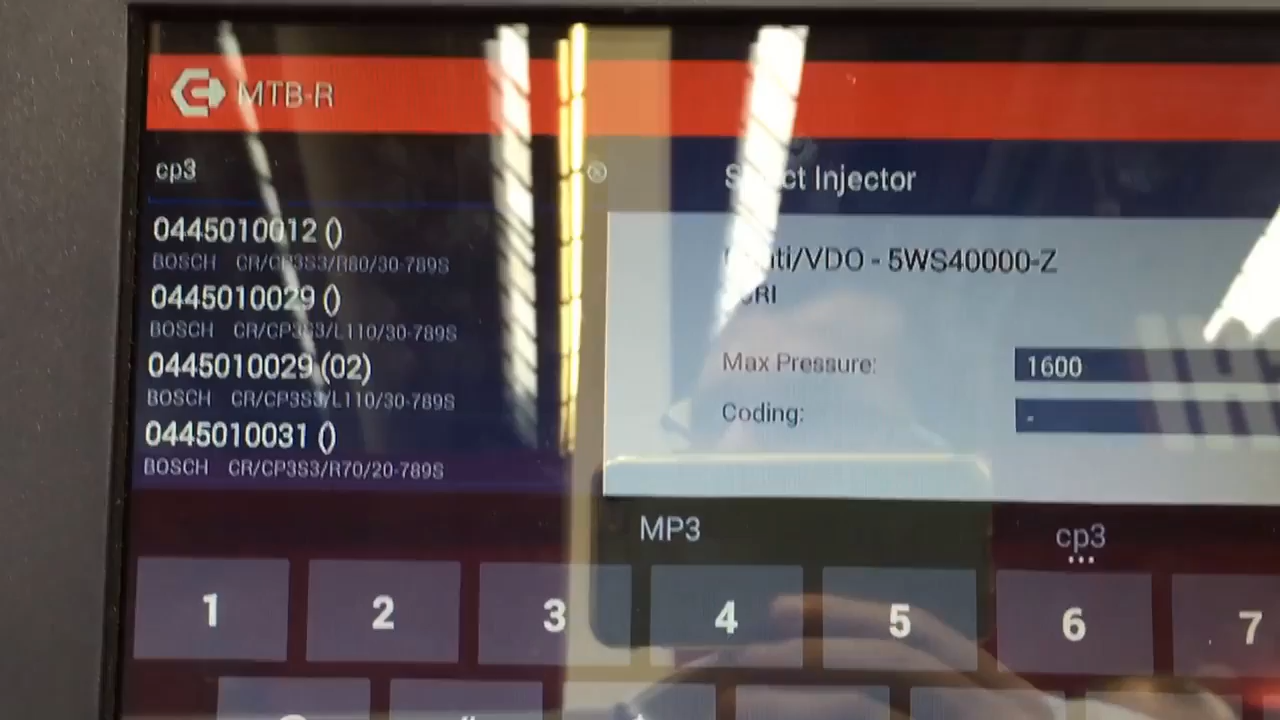 MTB-R
cp3
0445010012 ()
BOSCH CR/CP3S3/R80/30-789S
0445010029 ()
BOSCH CR/CP3S3/L110/30-789S
0445010029 (02)
BOSCH CR/CP3S3/L110/30-789S
0445010031 ()
BOSCH CR/CP3S3/R70/20-789S
Select Injector
Conti/VDO - 5WS40000-Z
Max Pressure: 1600
Coding: -
MP3 cp3
1 2 3 4 5 6 7